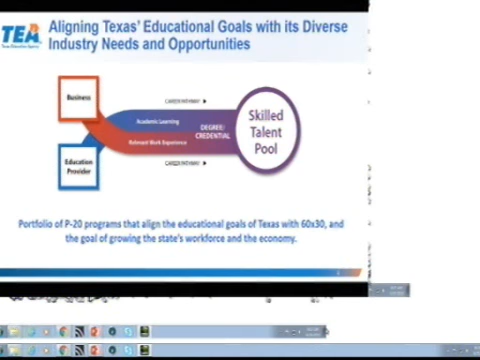 TEA
Texas Education Agency
Aligning Texas' Educational Goals with its Diverse
Industry Needs and Opportunities
Business
CAREER PATHWAY
Academic Learning
DEGREE/
CREDENTIAL
Relevant Work Experience
Skilled
Talent
Pool
Education
Provider
CAREER PATHWAY
Portfolio of P-20 programs that align the educational goals of Texas with 60x30, and
the goal of growing the state's workforce and the economy.